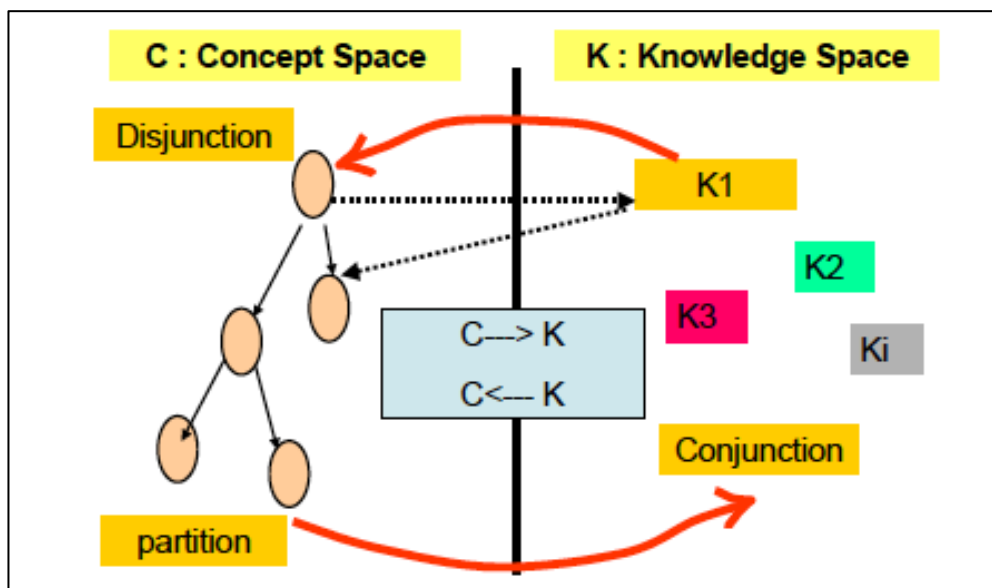 C : Concept Space
K : Knowledge Space
Disjunction
K1
K2
K3
Ki
C---> K
C<--- K
Conjunction
partition